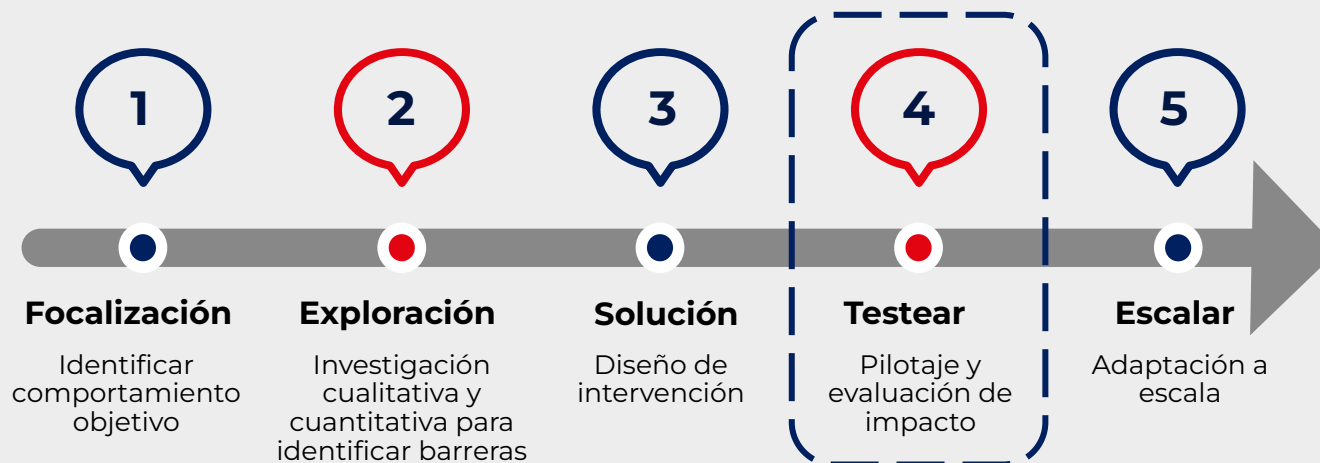 1
2
3
4
5
Focalización
Identificar
comportamiento
objetivo
Exploración
Investigación
cualitativa y
cuantitativa para
identificar barreras
Solución
Diseño de
intervención
Testear
Pilotaje y
evaluación de
impacto
Escalar
Adaptación a
escala